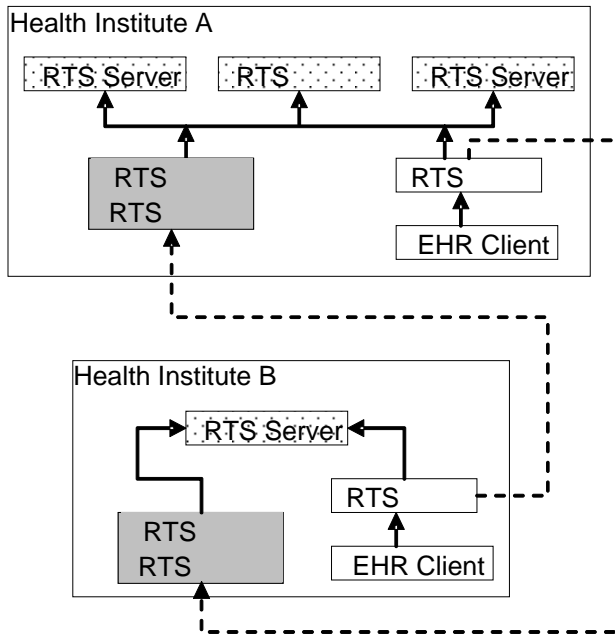 Health Institute A
RTS Server
RTS
RTS Server
RTS
RTS
RTS
EHR Client
Health Institute B
RTS Server
RTS
RTS
RTS
EHR Client